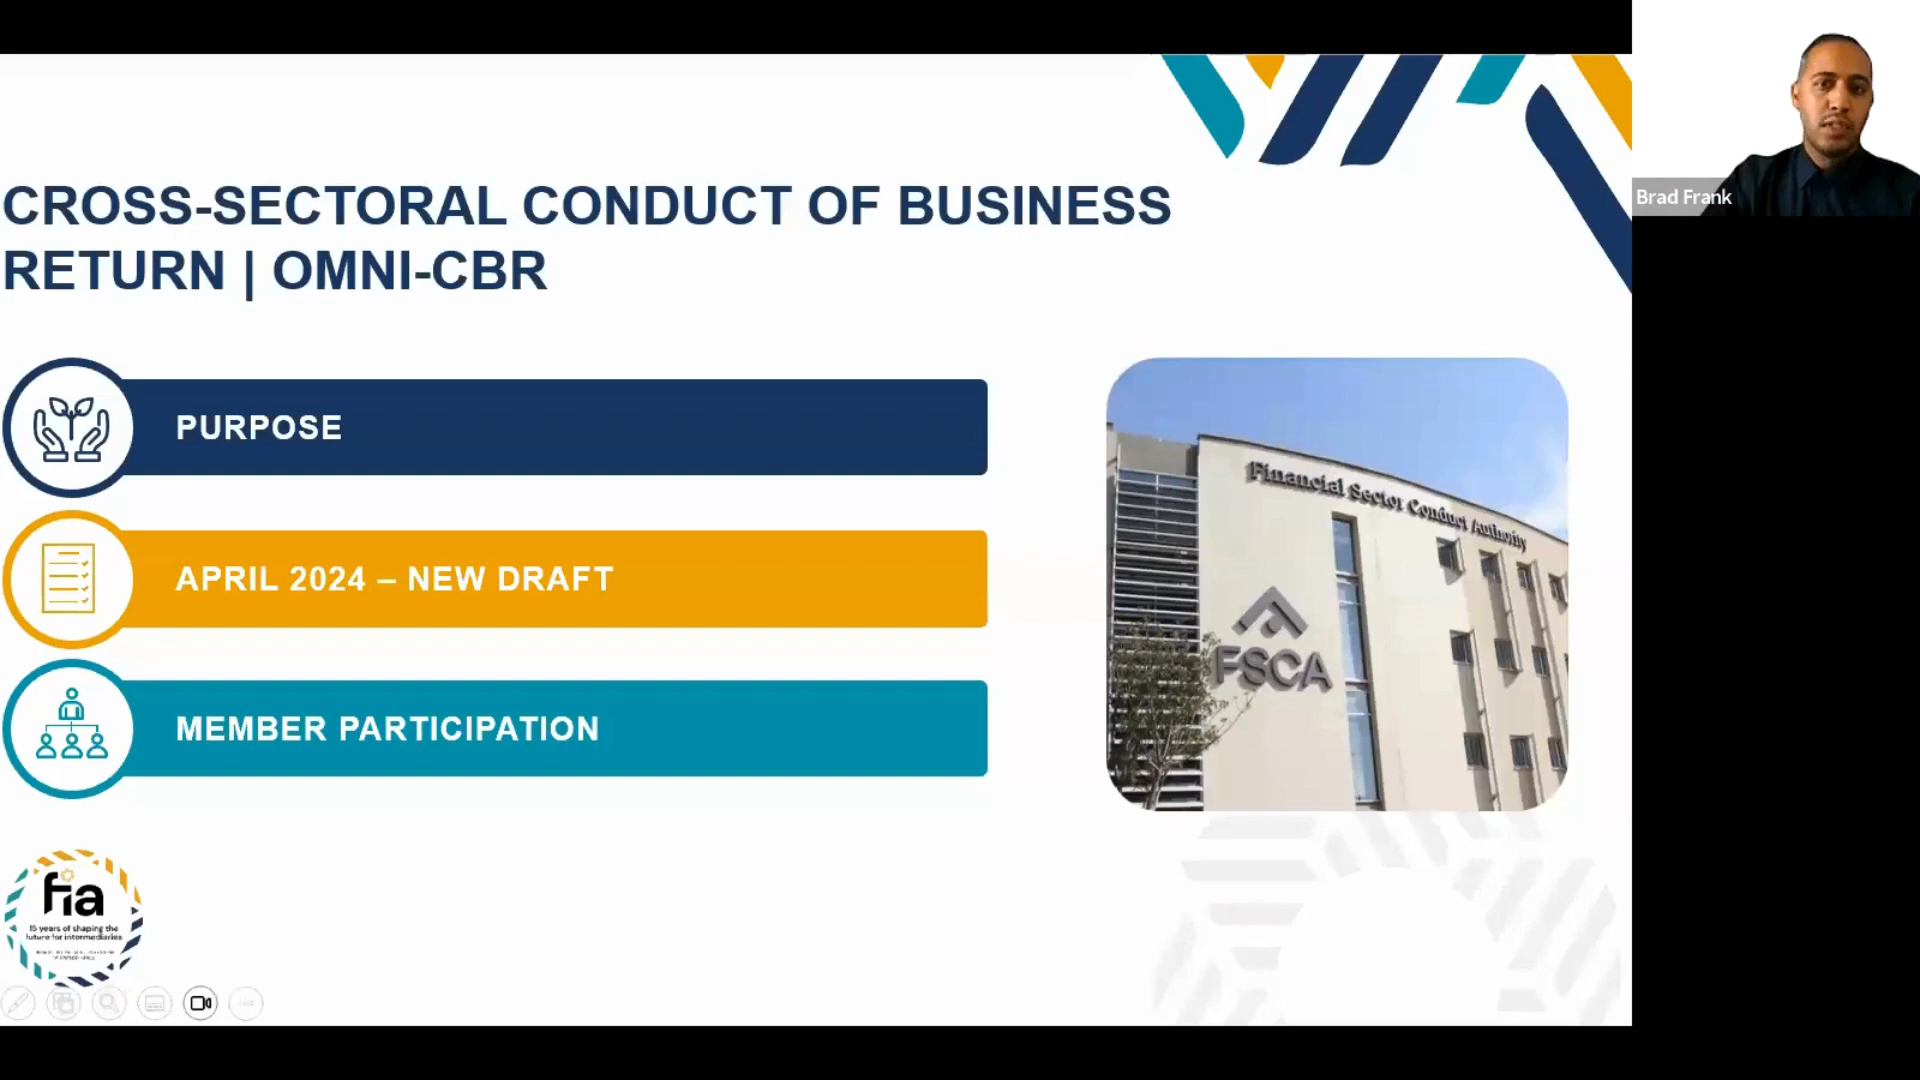 CROSS-SECTORAL CONDUCT OF BUSINESS
RETURN | OMNI-CBR
PURPOSE
APRIL 2024 – NEW DRAFT
MEMBER PARTICIPATION
Financial Sector Conduct Authority
FSCA
fia
15 years of shaping the
future for intermediaries
Brad Frank